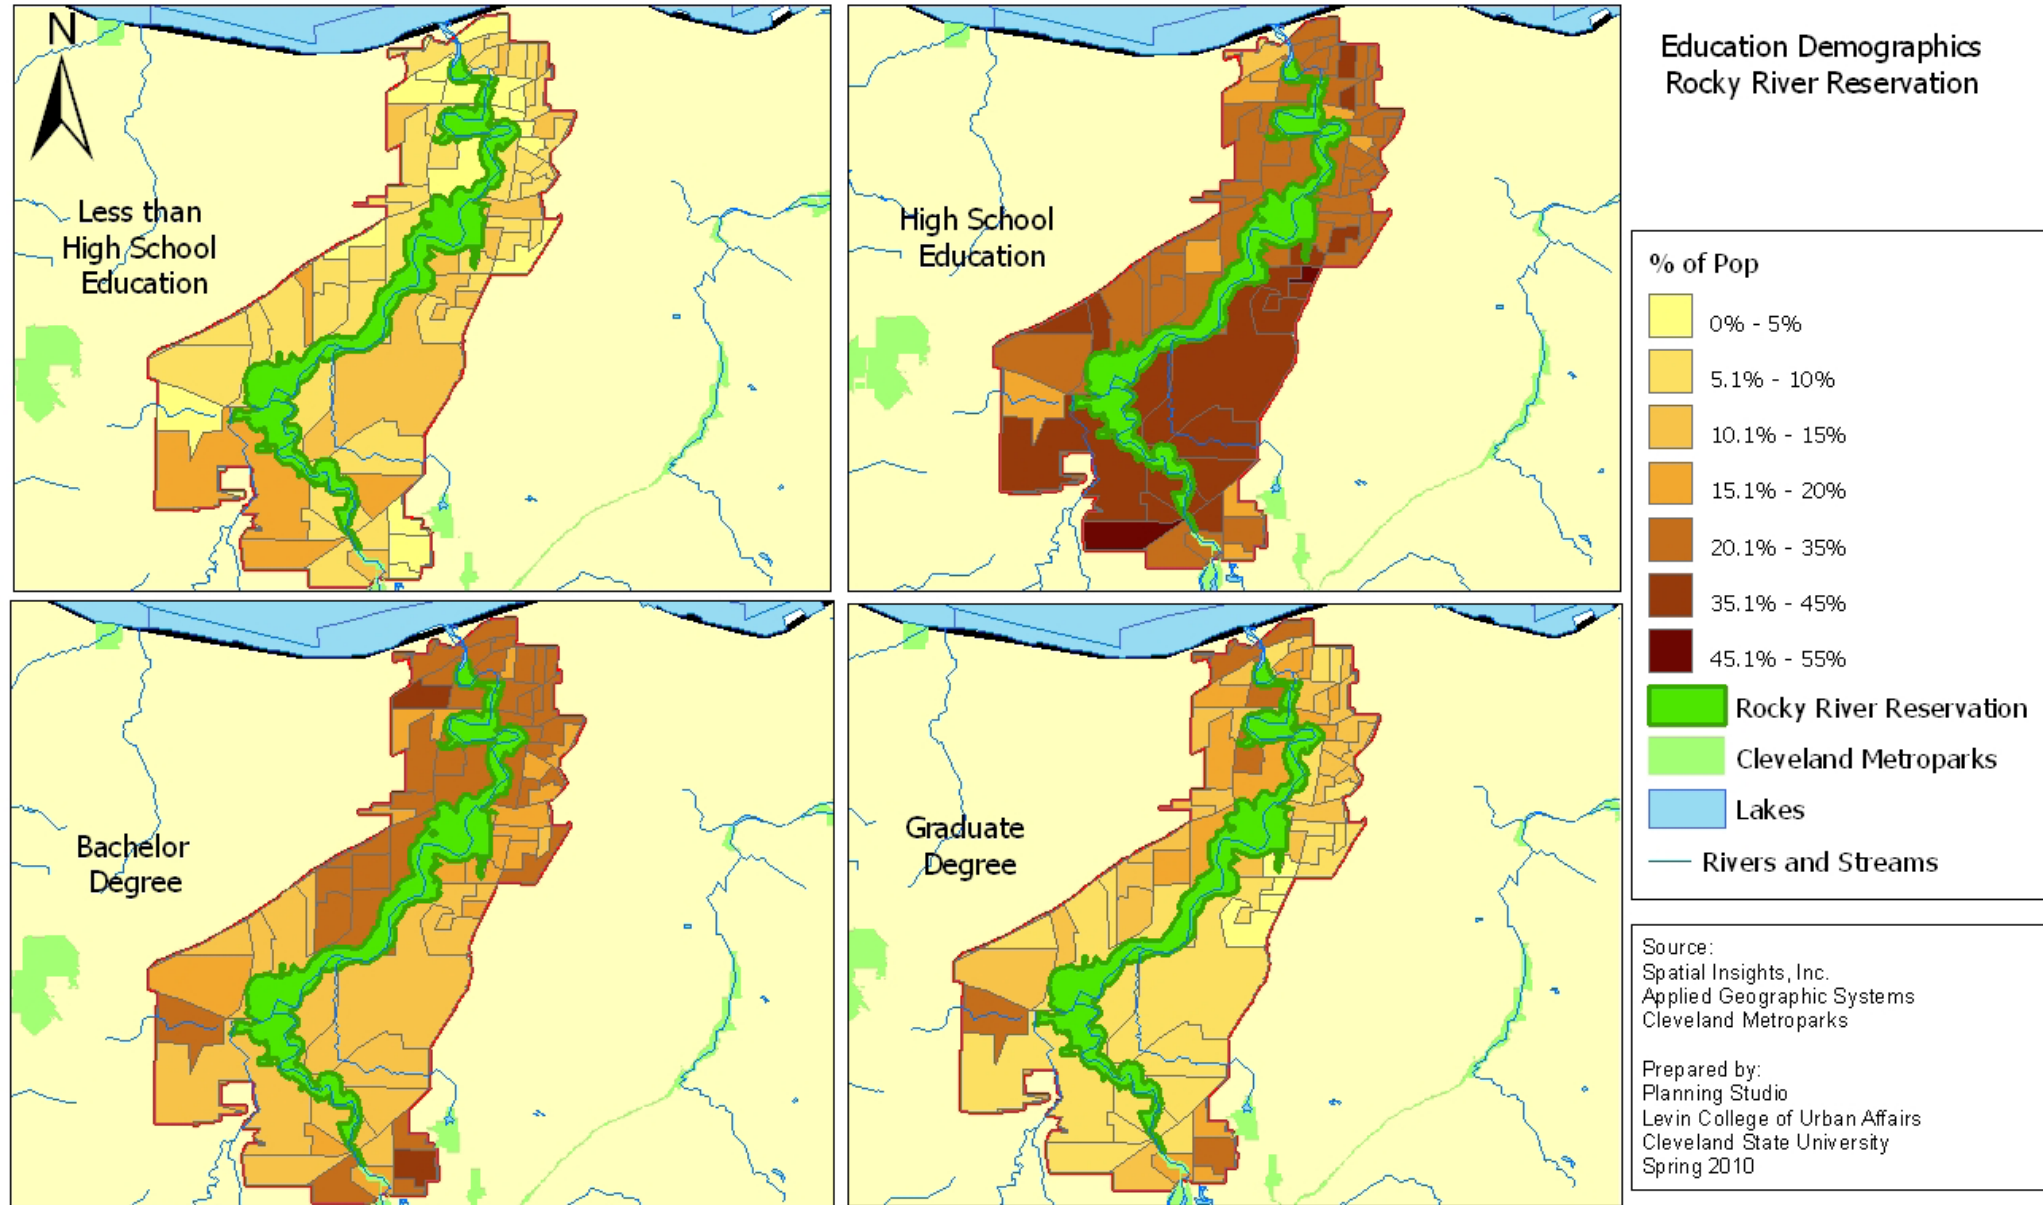 N
Less than
High School
Education
High School
Education
Bachelor
Degree
Graduate
Degree
Education Demographics
Rocky River Reservation
% of Pop
0% - 5%
5.1% - 10%
10.1% - 15%
15.1% - 20%
20.1% - 35%
35.1% - 45%
45.1% - 55%
Rocky River Reservation
Cleveland Metroparks
Lakes
Rivers and Streams
Source:
Spatial Insights, Inc.
Applied Geographic Systems
Cleveland Metroparks
Prepared by:
Planning Studio
Levin College of Urban Affairs
Cleveland State University
Spring 2010